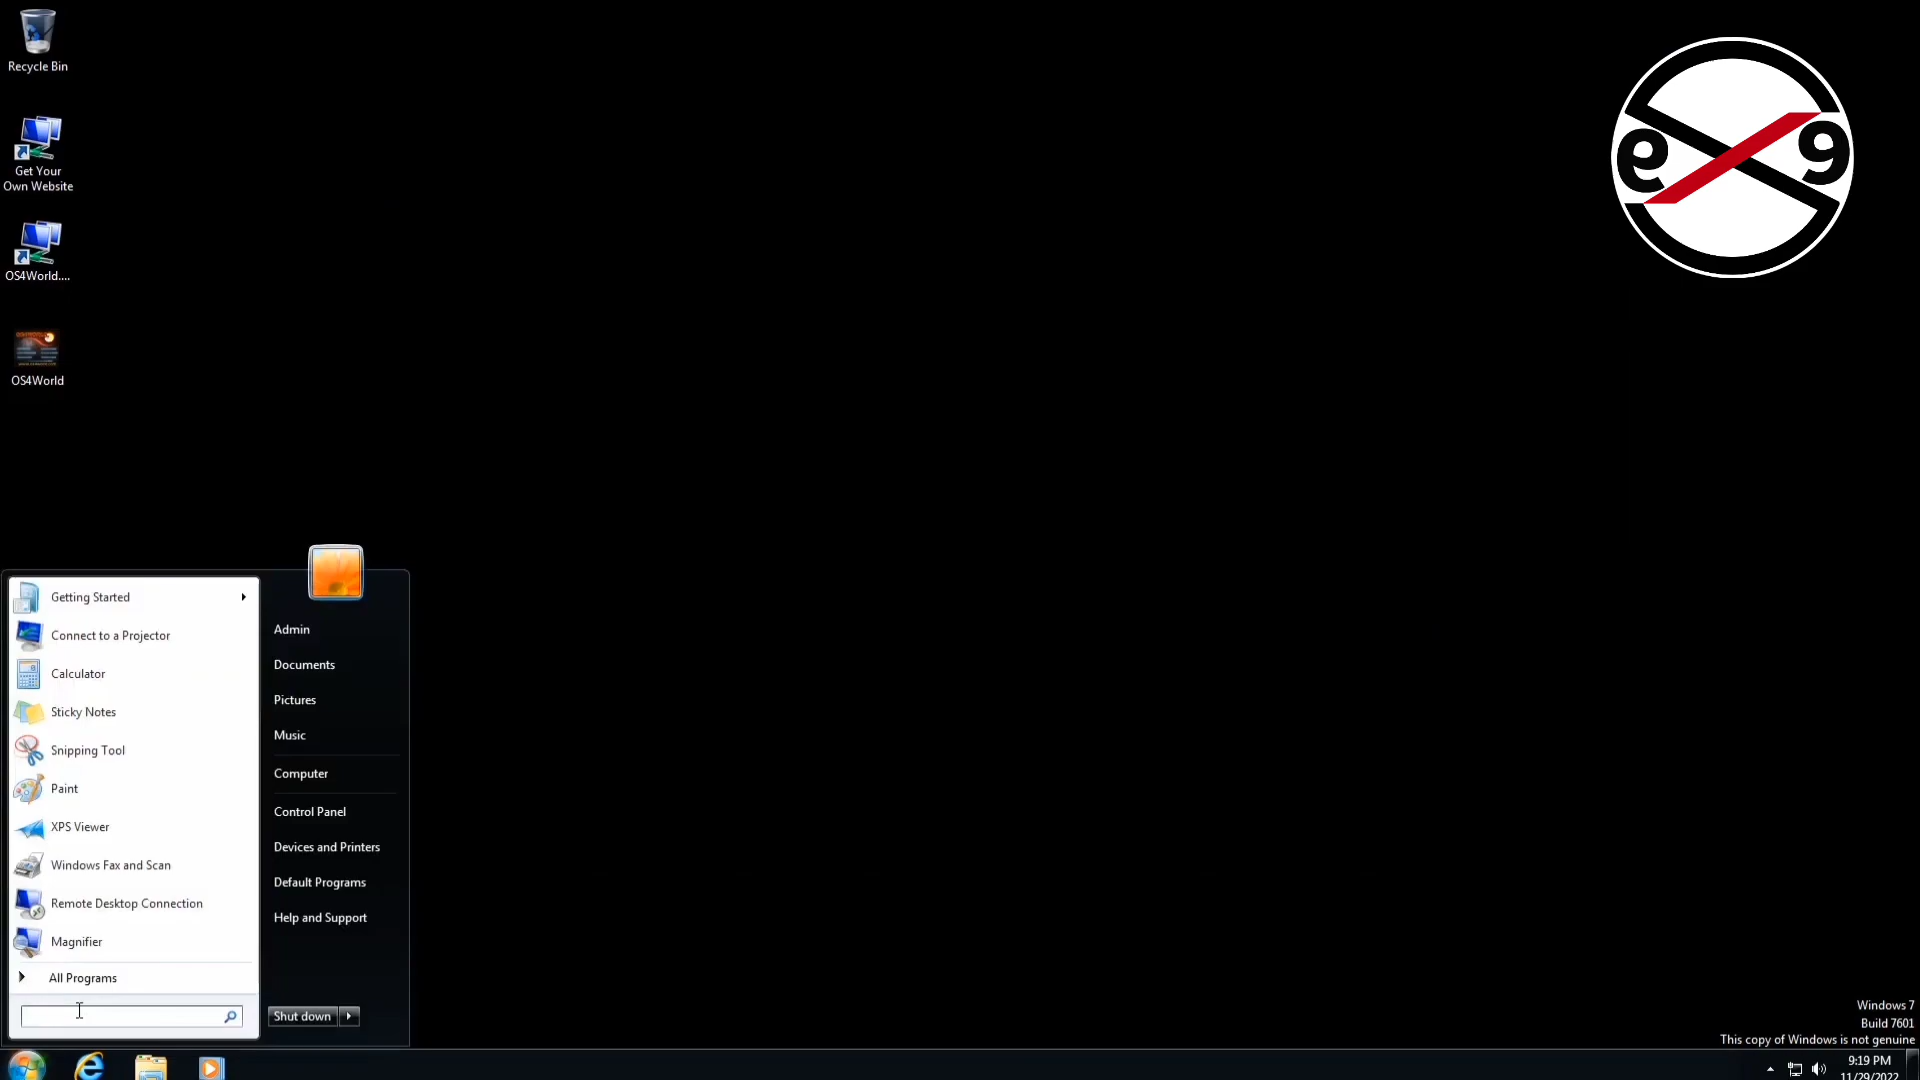 Recycle Bin
Get Your
Own Website
OS4World....
OS4World
e
9
Getting Started
Connect to a Projector
Calculator
Sticky Notes
Snipping Tool
Paint
XPS Viewer
Windows Fax and Scan
Remote Desktop Connection
Magnifier
All Programs
Admin
Documents
Pictures
Music
Computer
Control Panel
Devices and Printers
Default Programs
Help and Support
Shut down
Windows 7
Build 7601
This copy of Windows is not genuine
9:19 PM
11/29/2022